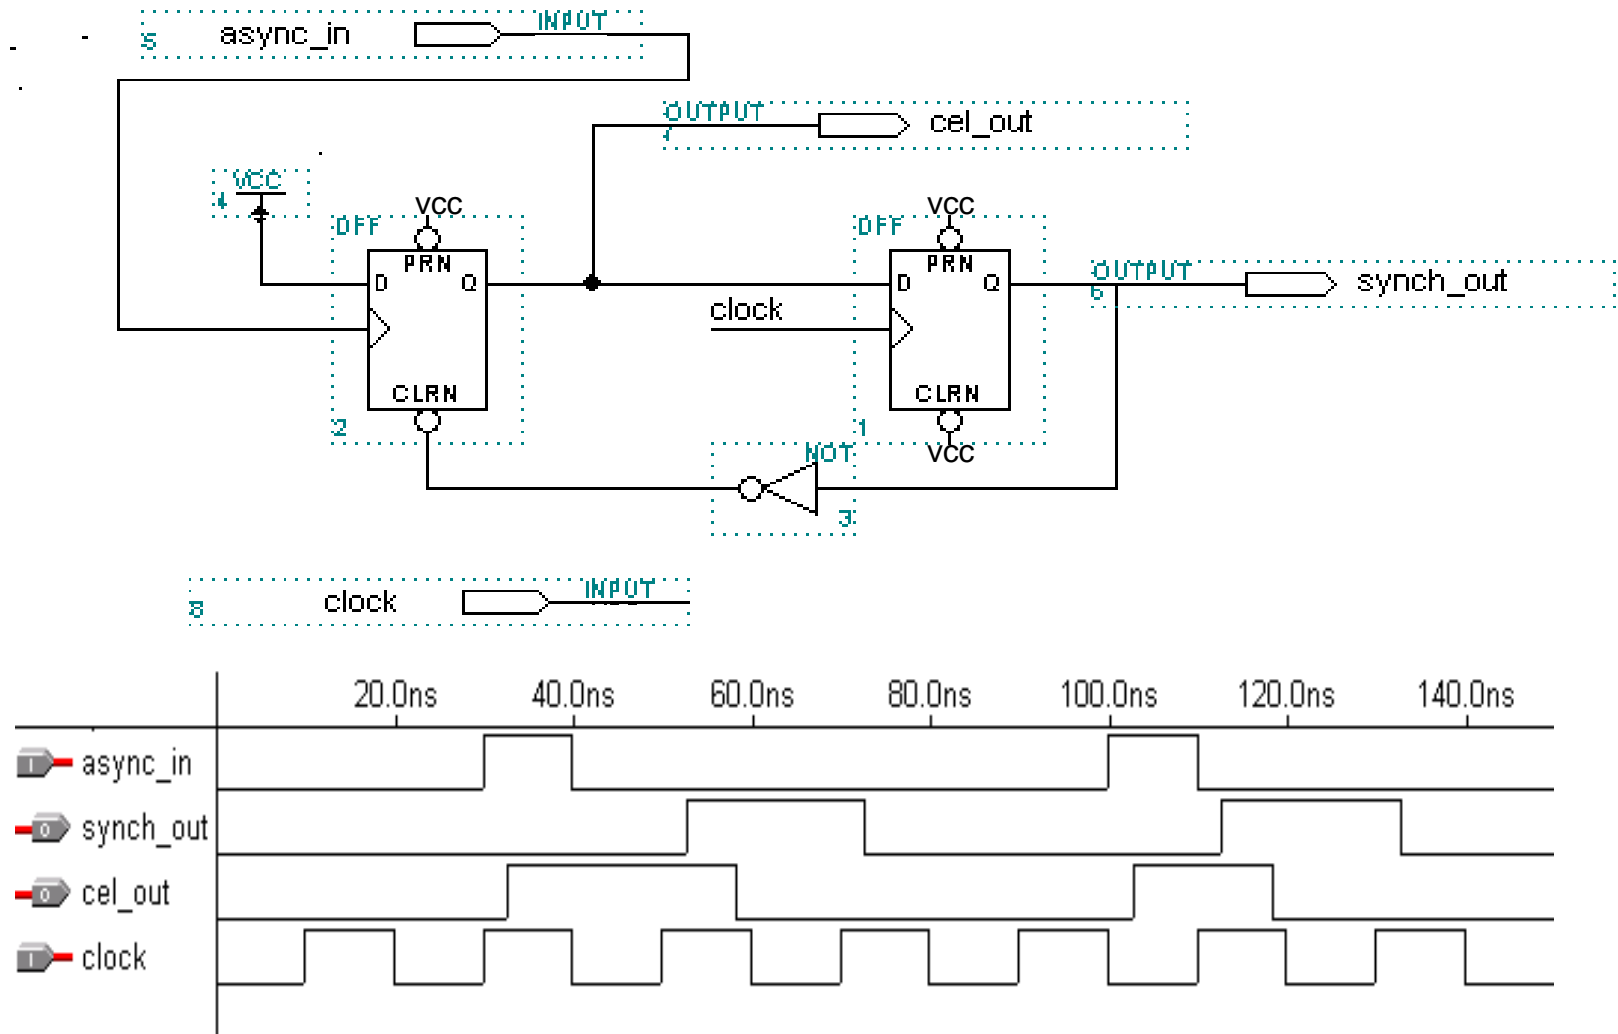 5 async_in INPUT
OUTPUT cel_out
VCC
4
DFF VCC
PRN
D Q
CLRN
2
clock
DFF VCC
PRN
D Q
CLRN
1
VCC
OUTPUT synch_out
6
NOT
3
8 clock INPUT
20.0ns 40.0ns 60.0ns 80.0ns 100.0ns 120.0ns 140.0ns
I async_in
O synch_out
O cel_out
I clock